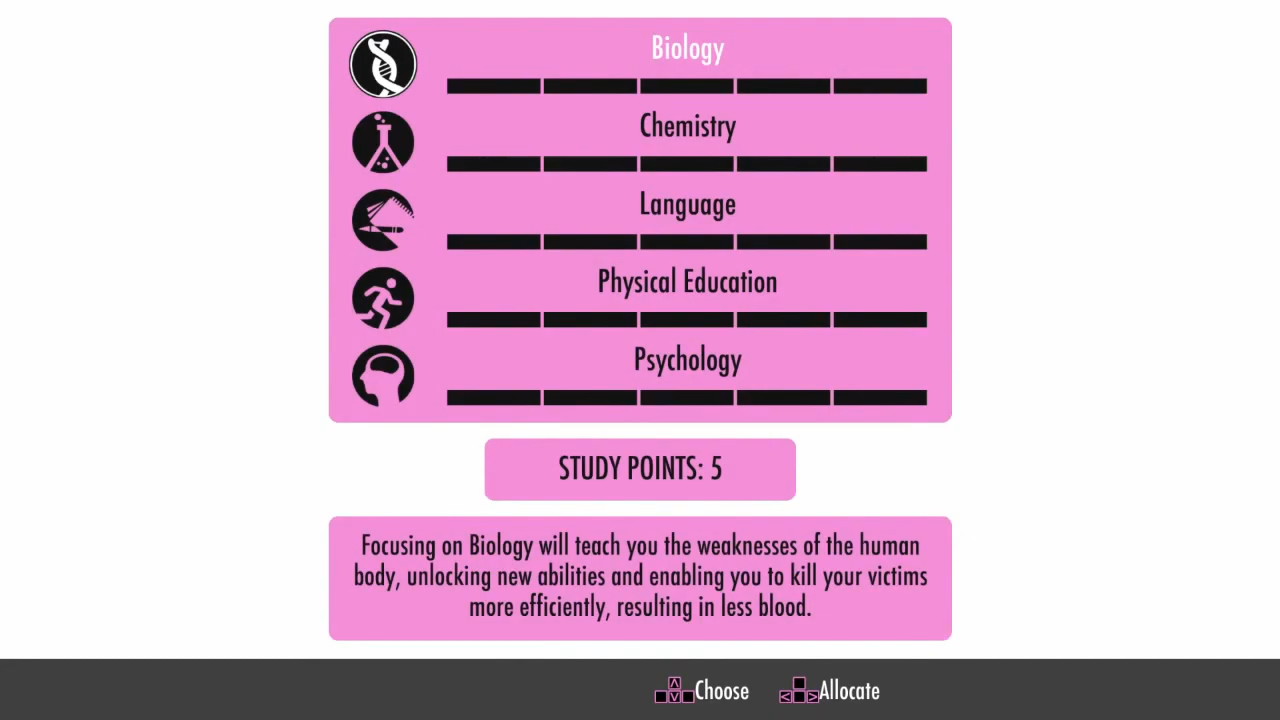 Biology
Chemistry
Language
Physical Education
Psychology
STUDY POINTS: 5
Focusing on Biology will teach you the weaknesses of the human
body, unlocking new abilities and enabling you to kill your victims
more efficiently, resulting in less blood.
Choose Allocate